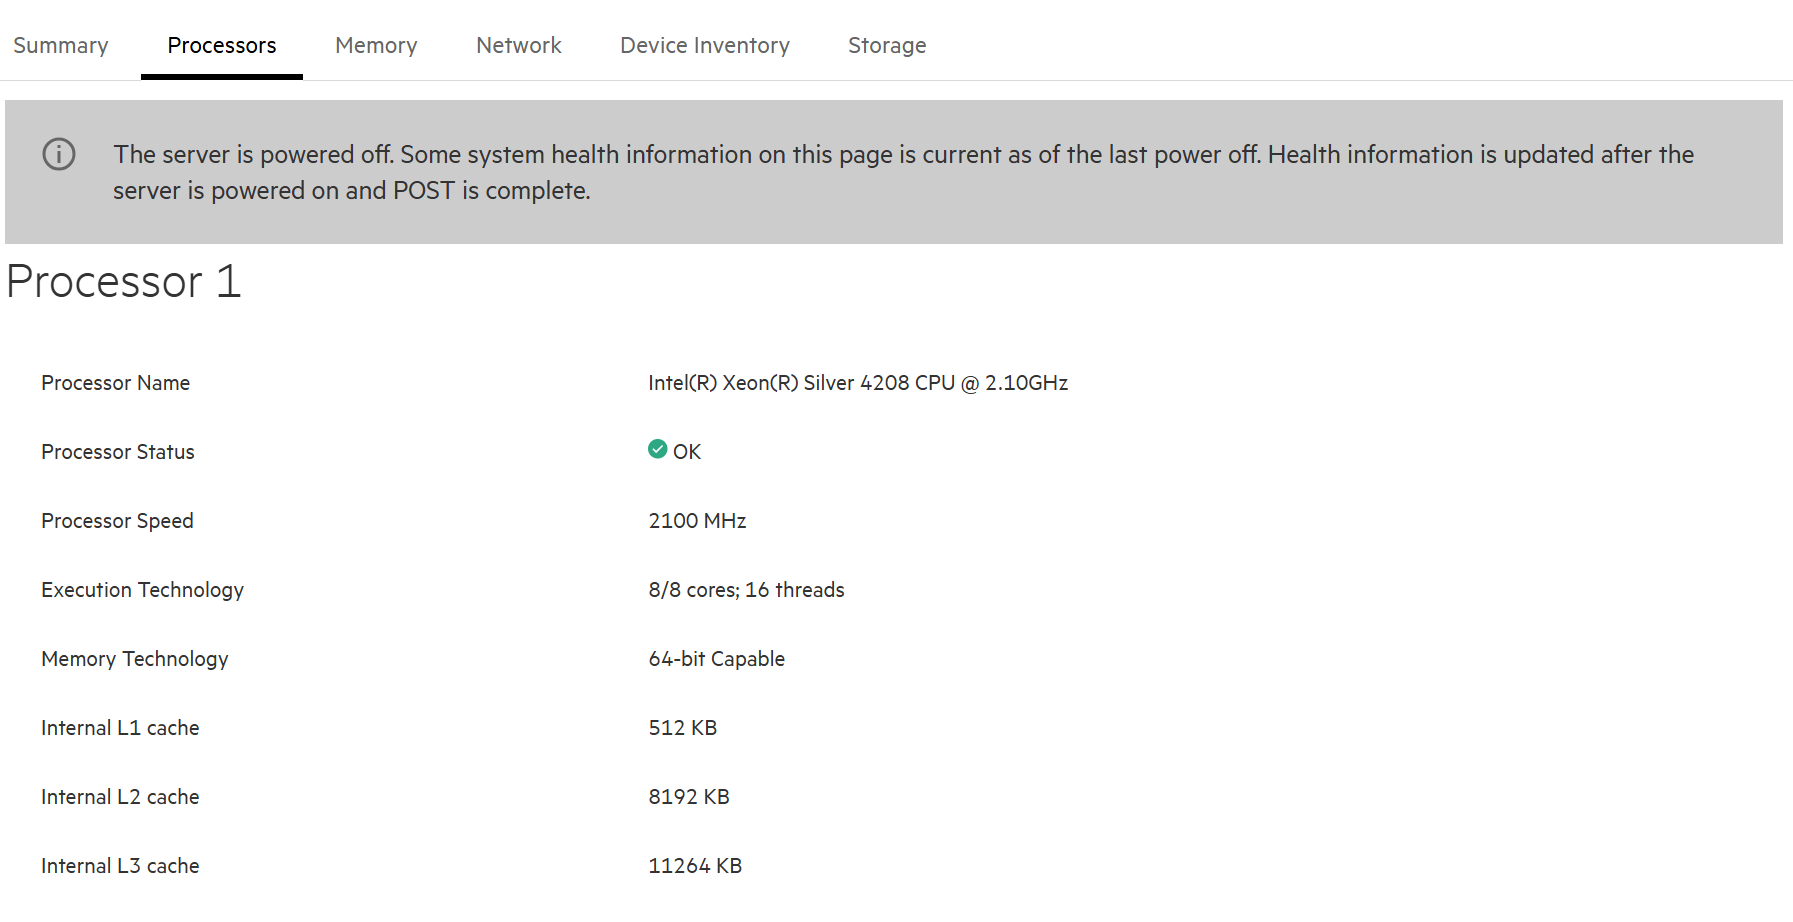 Summary Processors Memory Network Device Inventory Storage
The server is powered off. Some system health information on this page is current as of the last power off. Health information is updated after the
server is powered on and POST is complete.
Processor 1
Processor Name Intel(R) Xeon(R) Silver 4208 CPU @ 2.10GHz
Processor Status OK
Processor Speed 2100 MHz
Execution Technology 8/8 cores; 16 threads
Memory Technology 64-bit Capable
Internal L1 cache 512 KB
Internal L2 cache 8192 KB
Internal L3 cache 11264 KB